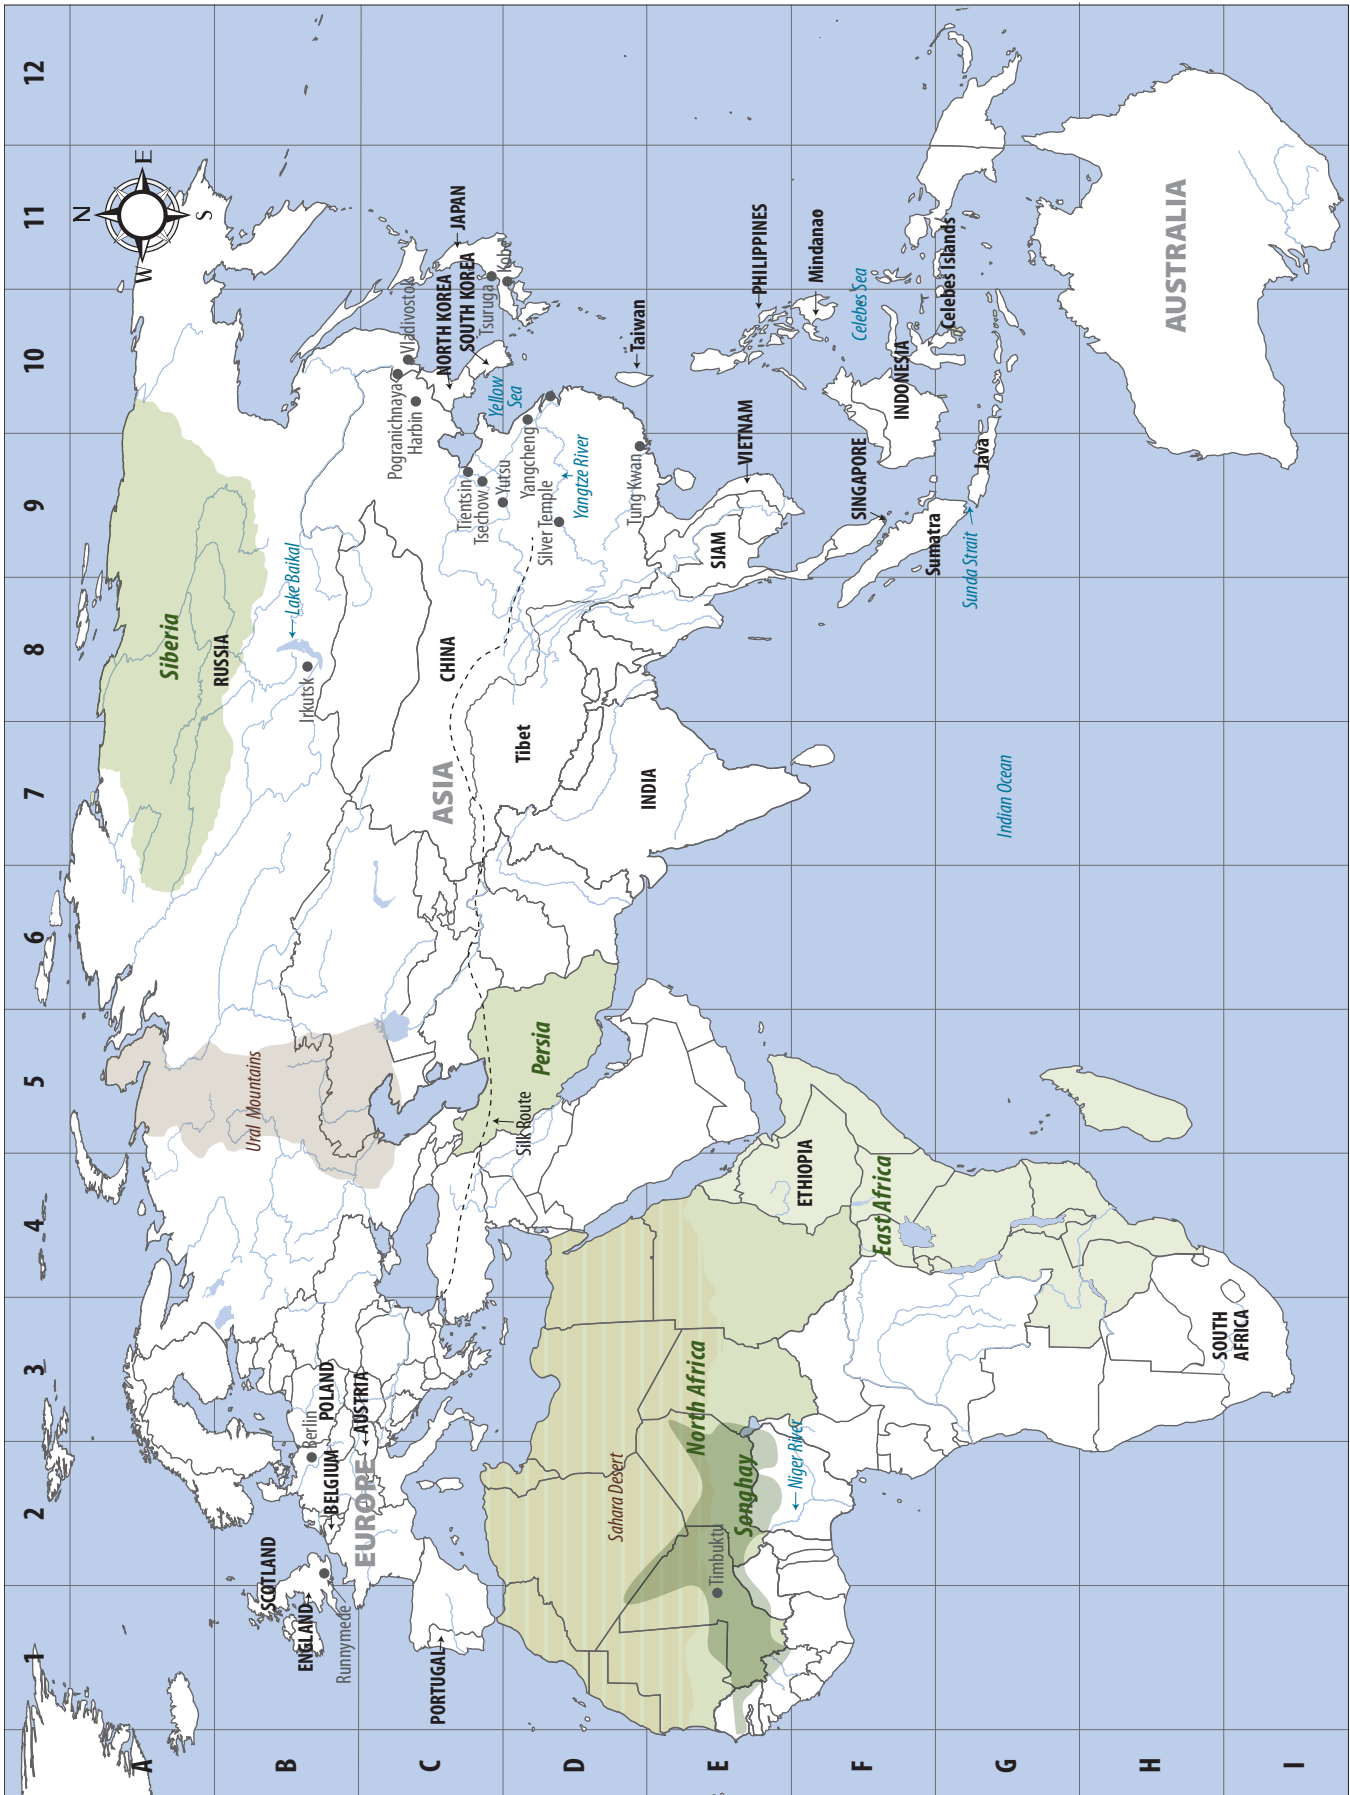 1
2
3
4
5
6
7
8
9
10
11
12
A
B
C
D
E
F
G
H
I
N
E
S
W
Siberia
RUSSIA
Lake Baikal
Irkutsk
Ural Mountains
SCOTLAND
ENGLAND
Runnymede
BELGIUM
Berlin
POLAND
AUSTRIA
EUROPE
PORTUGAL
ASIA
CHINA
Pogranichnaya
Vladivostok
Harbin
NORTH KOREA
SOUTH KOREA
JAPAN
Tsuruga
Kobe
Yellow
Sea
Tientsin
Tsechow
Yutsu
Yangcheng
Silver Temple
Yangtze River
Tung Kwan
Taiwan
Silk Route
Persia
Tibet
INDIA
SIAM
VIETNAM
PHILIPPINES
Mindanao
Celebes Sea
SINGAPORE
INDONESIA
Celebes Islands
Sumatra
Java
Sunda Strait
Indian Ocean
AUSTRALIA
Sahara Desert
North Africa
Songhay
Timbuktu
Niger River
ETHIOPIA
East Africa
SOUTH
AFRICA